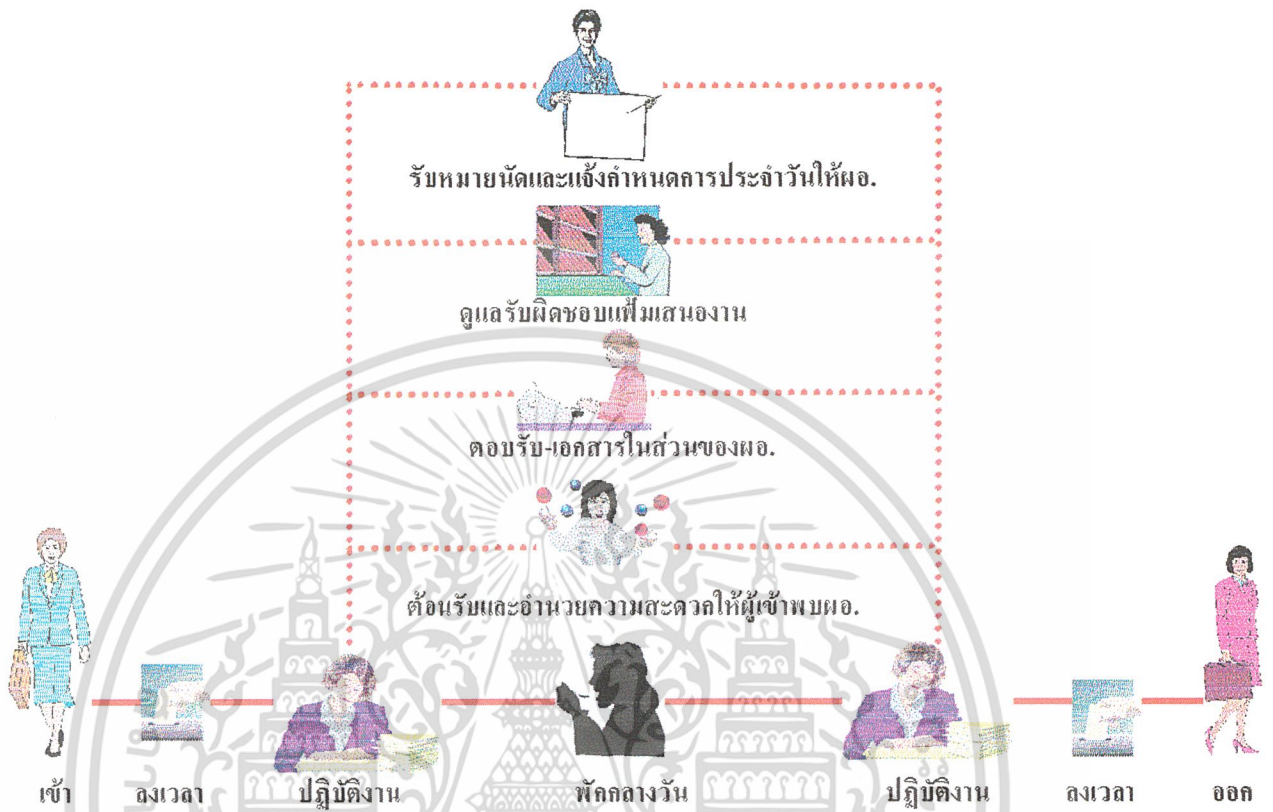 รับหมายนัดและแจ้งกำหนดการประจำวันให้ผอ.
ดูแลรับผิดชอบแฟ้มเสนองาน
ตอบรับ-เอกสารในส่วนของผอ.
ต้อนรับและอำนวยความสะดวกให้ผู้เข้าพบผอ.
เข้า ลงเวลา ปฏิบัติงาน พักกลางวัน ปฏิบัติงาน ลงเวลา ออก